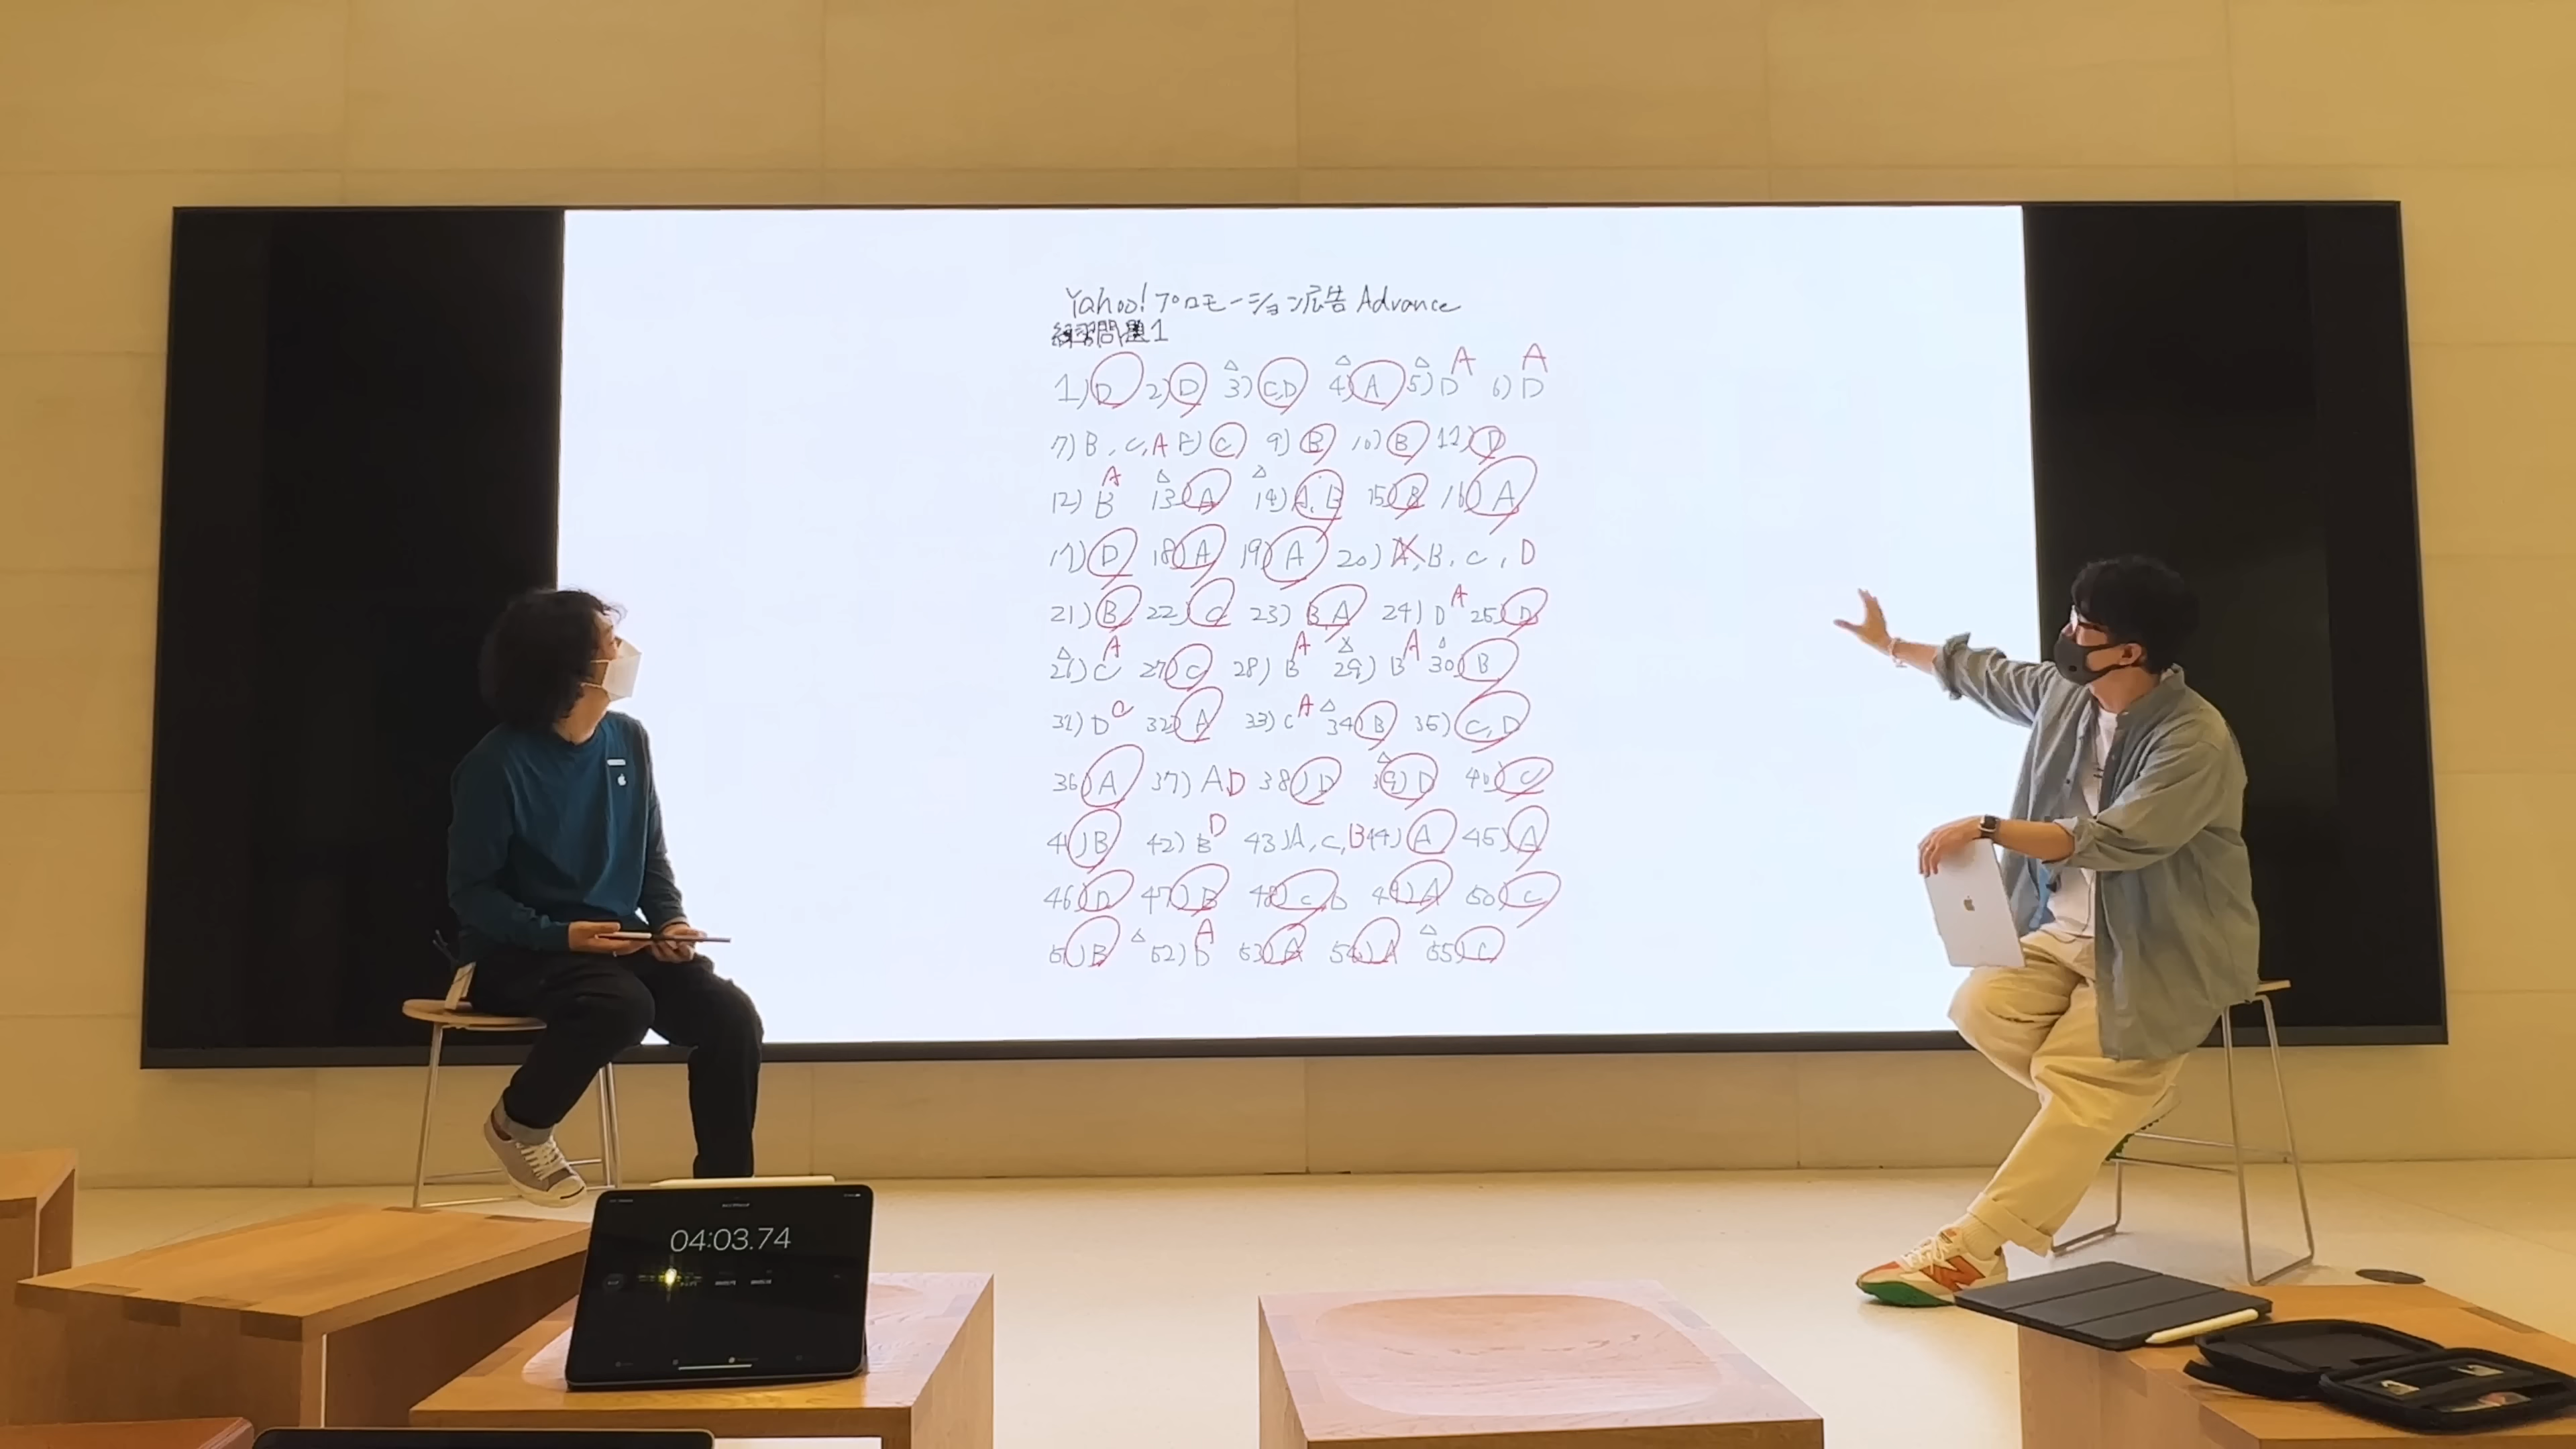 Yahoo!プロモーション広告 Advance
練習問題1
1) D 2) D △ 3) C,D △ 4) A △ 5) D A 6) D A
7) B, C, A 8) C 9) B 10) B 12) D
12) B A △ 13) A △ 14) A, B 15) B 16) A
17) D 18) A 19) A 20) A, B, C, D
21) B 22) C 23) B,A 24) D A 25) D
△ 26) C A 27) C 28) B A △ 29) B A △ 30) B
31) D C 32) A 33) C A △ 34) B 35) C, D
36) A 37) A D 38) D △ 39) D 40) C
41) B 42) B D 43) A, C, B 44) A 45) A
46) D 47) B 48) C, D 49) A 50) C
51) B △ 52) D A 53) A 54) A △ 55) C
04:03.74